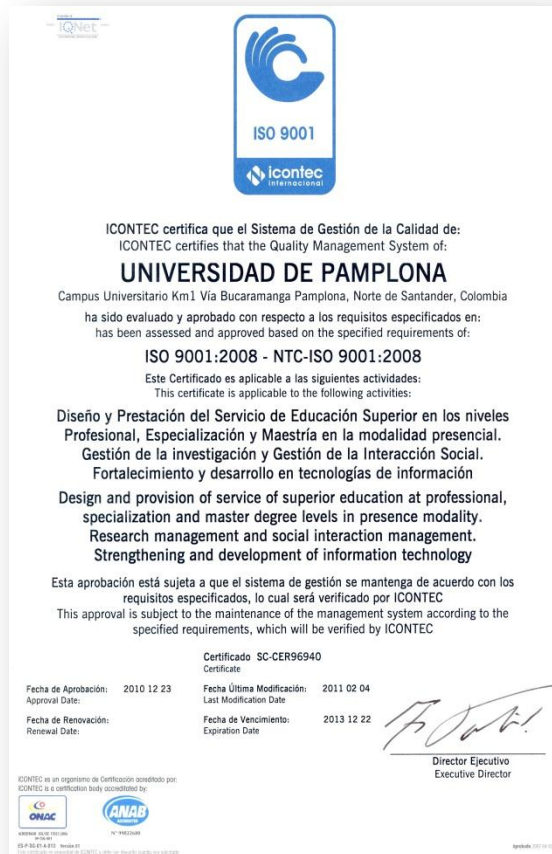 IQNet
ISO 9001
icontec
internacional
ICONTEC certifica que el Sistema de Gestión de la Calidad de:
ICONTEC certifies that the Quality Management System of:
UNIVERSIDAD DE PAMPLONA
Campus Universitario Km1 Vía Bucaramanga Pamplona, Norte de Santander, Colombia
ha sido evaluado y aprobado con respecto a los requisitos especificados en:
has been assessed and approved based on the specified requirements of:
ISO 9001:2008 - NTC-ISO 9001:2008
Este Certificado es aplicable a las siguientes actividades:
This certificate is applicable to the following activities:
Diseño y Prestación del Servicio de Educación Superior en los niveles
Profesional, Especialización y Maestría en la modalidad presencial.
Gestión de la investigación y Gestión de la Interacción Social.
Fortalecimiento y desarrollo en tecnologías de información
Design and provision of service of superior education at professional,
specialization and master degree levels in presence modality.
Research management and social interaction management.
Strengthening and development of information technology
Esta aprobación está sujeta a que el sistema de gestión se mantenga de acuerdo con los
requisitos especificados, lo cual será verificado por ICONTEC
This approval is subject to the maintenance of the management system according to the
specified requirements, which will be verified by ICONTEC
Certificado SC-CER96940
Certificate
Fecha de Aprobación: 2010 12 23 Fecha Última Modificación: 2011 02 04
Approval Date: Last Modification Date
Fecha de Renovación: Fecha de Vencimiento: 2013 12 22
Renewal Date: Expiration Date
Director Ejecutivo
Executive Director
ICONTEC es un organismo de Certificación acreditado por:
ICONTEC is a certification body accredited by:
ONAC
ANAB
ACCREDITED